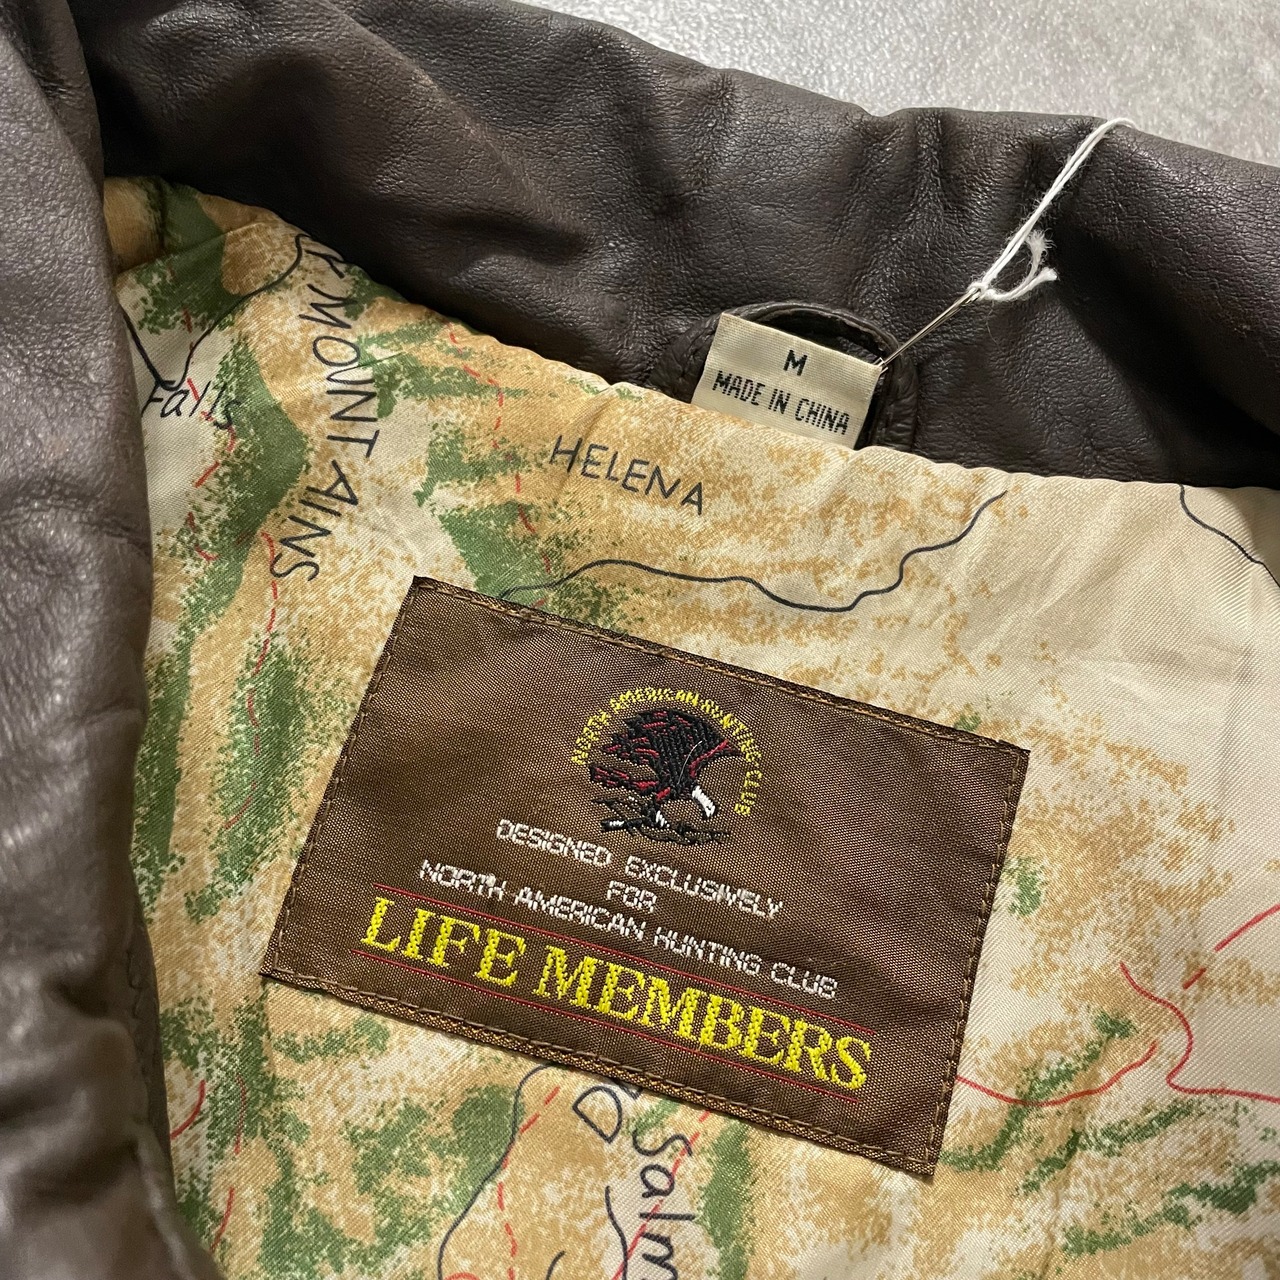 M
MADE IN CHINA
MOUNTAINS
Falls
HELENA
NORTH AMERICAN HUNTING CLUB
DESIGNED EXCLUSIVELY
FOR
NORTH AMERICAN HUNTING CLUB
LIFE MEMBERS
Salm